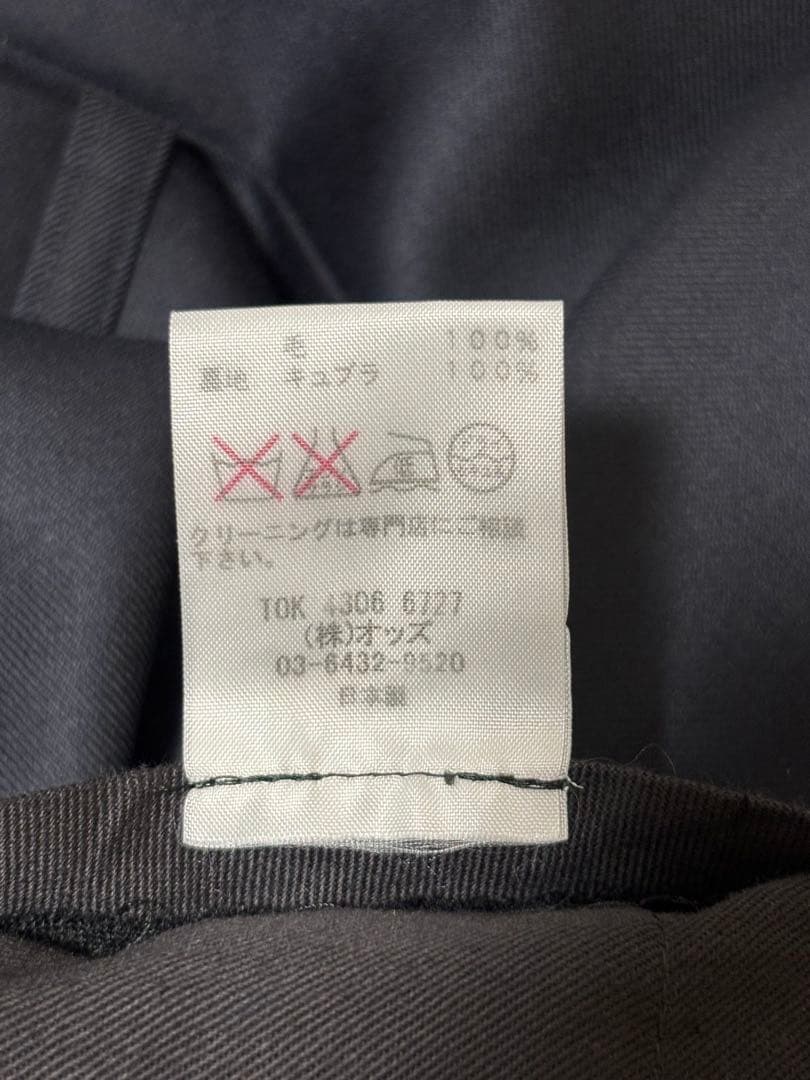 毛 100%
裏地 キュプラ 100%
低
クリーニングは専門店にご相談
下さい。
TOK 4306 6727
(株)オッズ
03-6432-9520
日本製